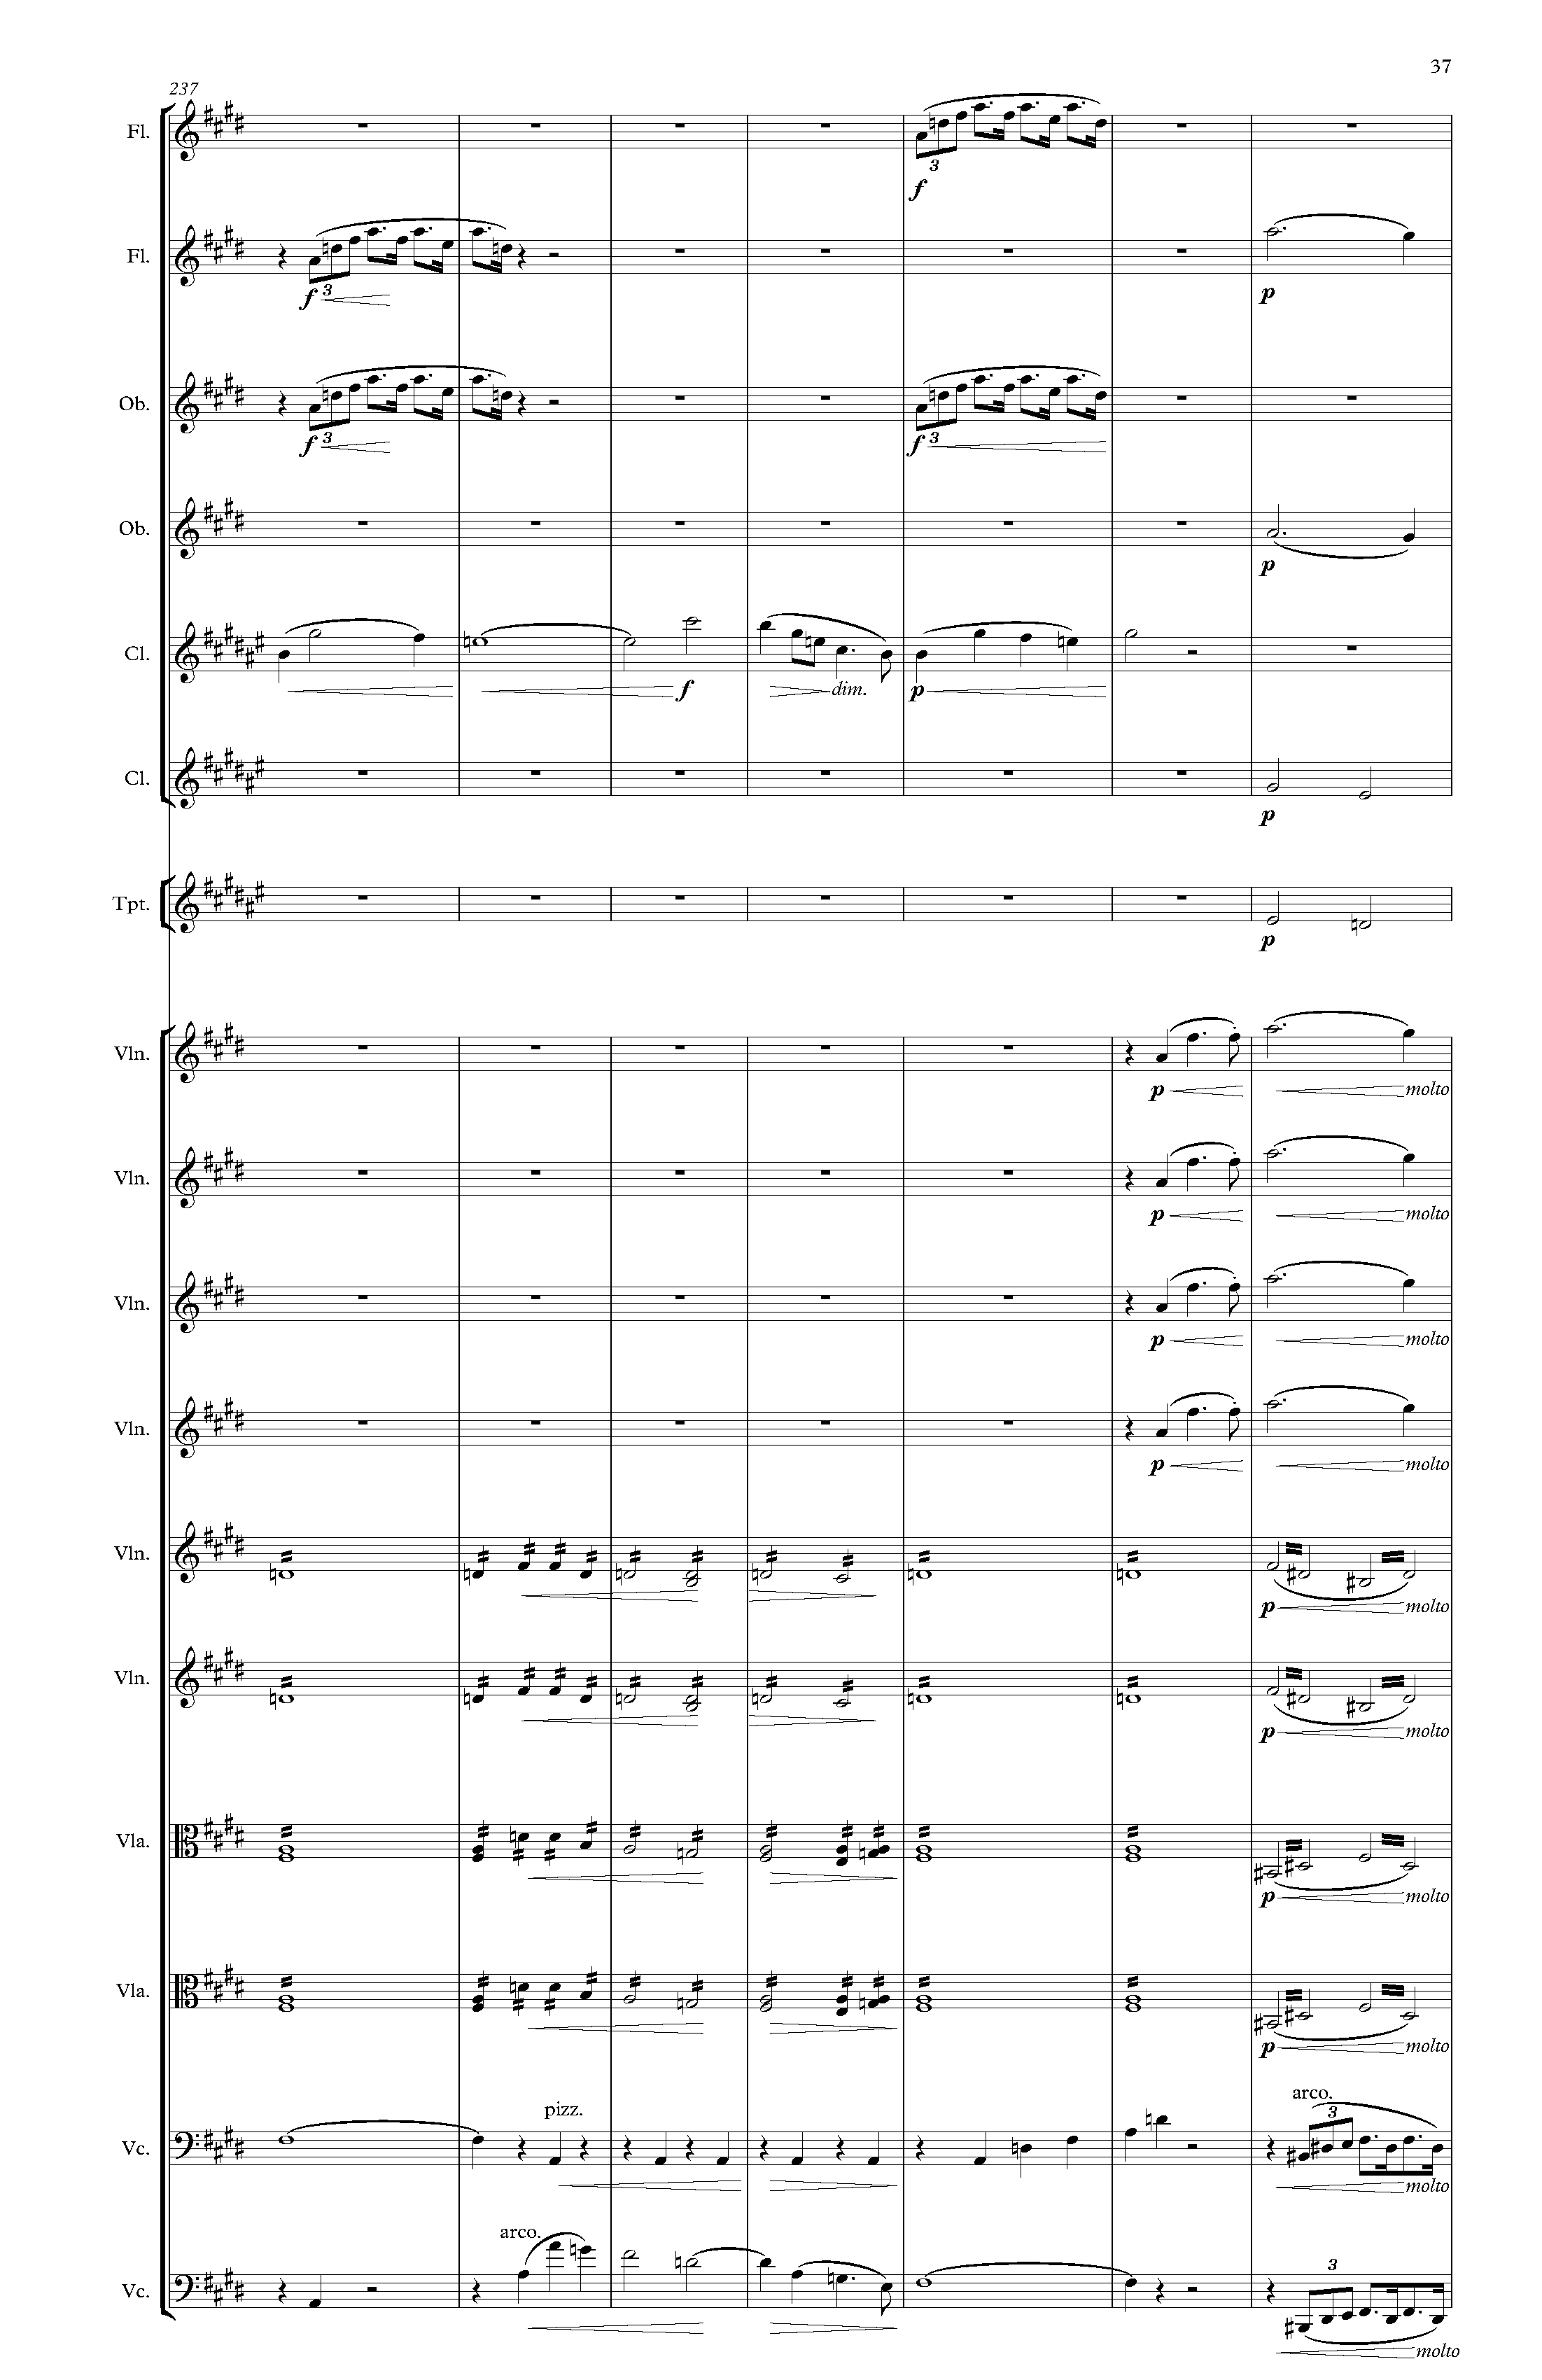 37
237
Fl.
3
f
Fl.
f 3
p
Ob.
f 3
f 3
Ob.
p
Cl.
f
dim.
p
Cl.
p
Tpt.
p
Vln.
p
molto
Vln.
p
molto
Vln.
p
molto
Vln.
p
molto
Vln.
p
molto
Vln.
p
molto
Vla.
p
molto
Vla.
p
molto
pizz.
arco.
3
Vc.
molto
arco.
3
Vc.
molto